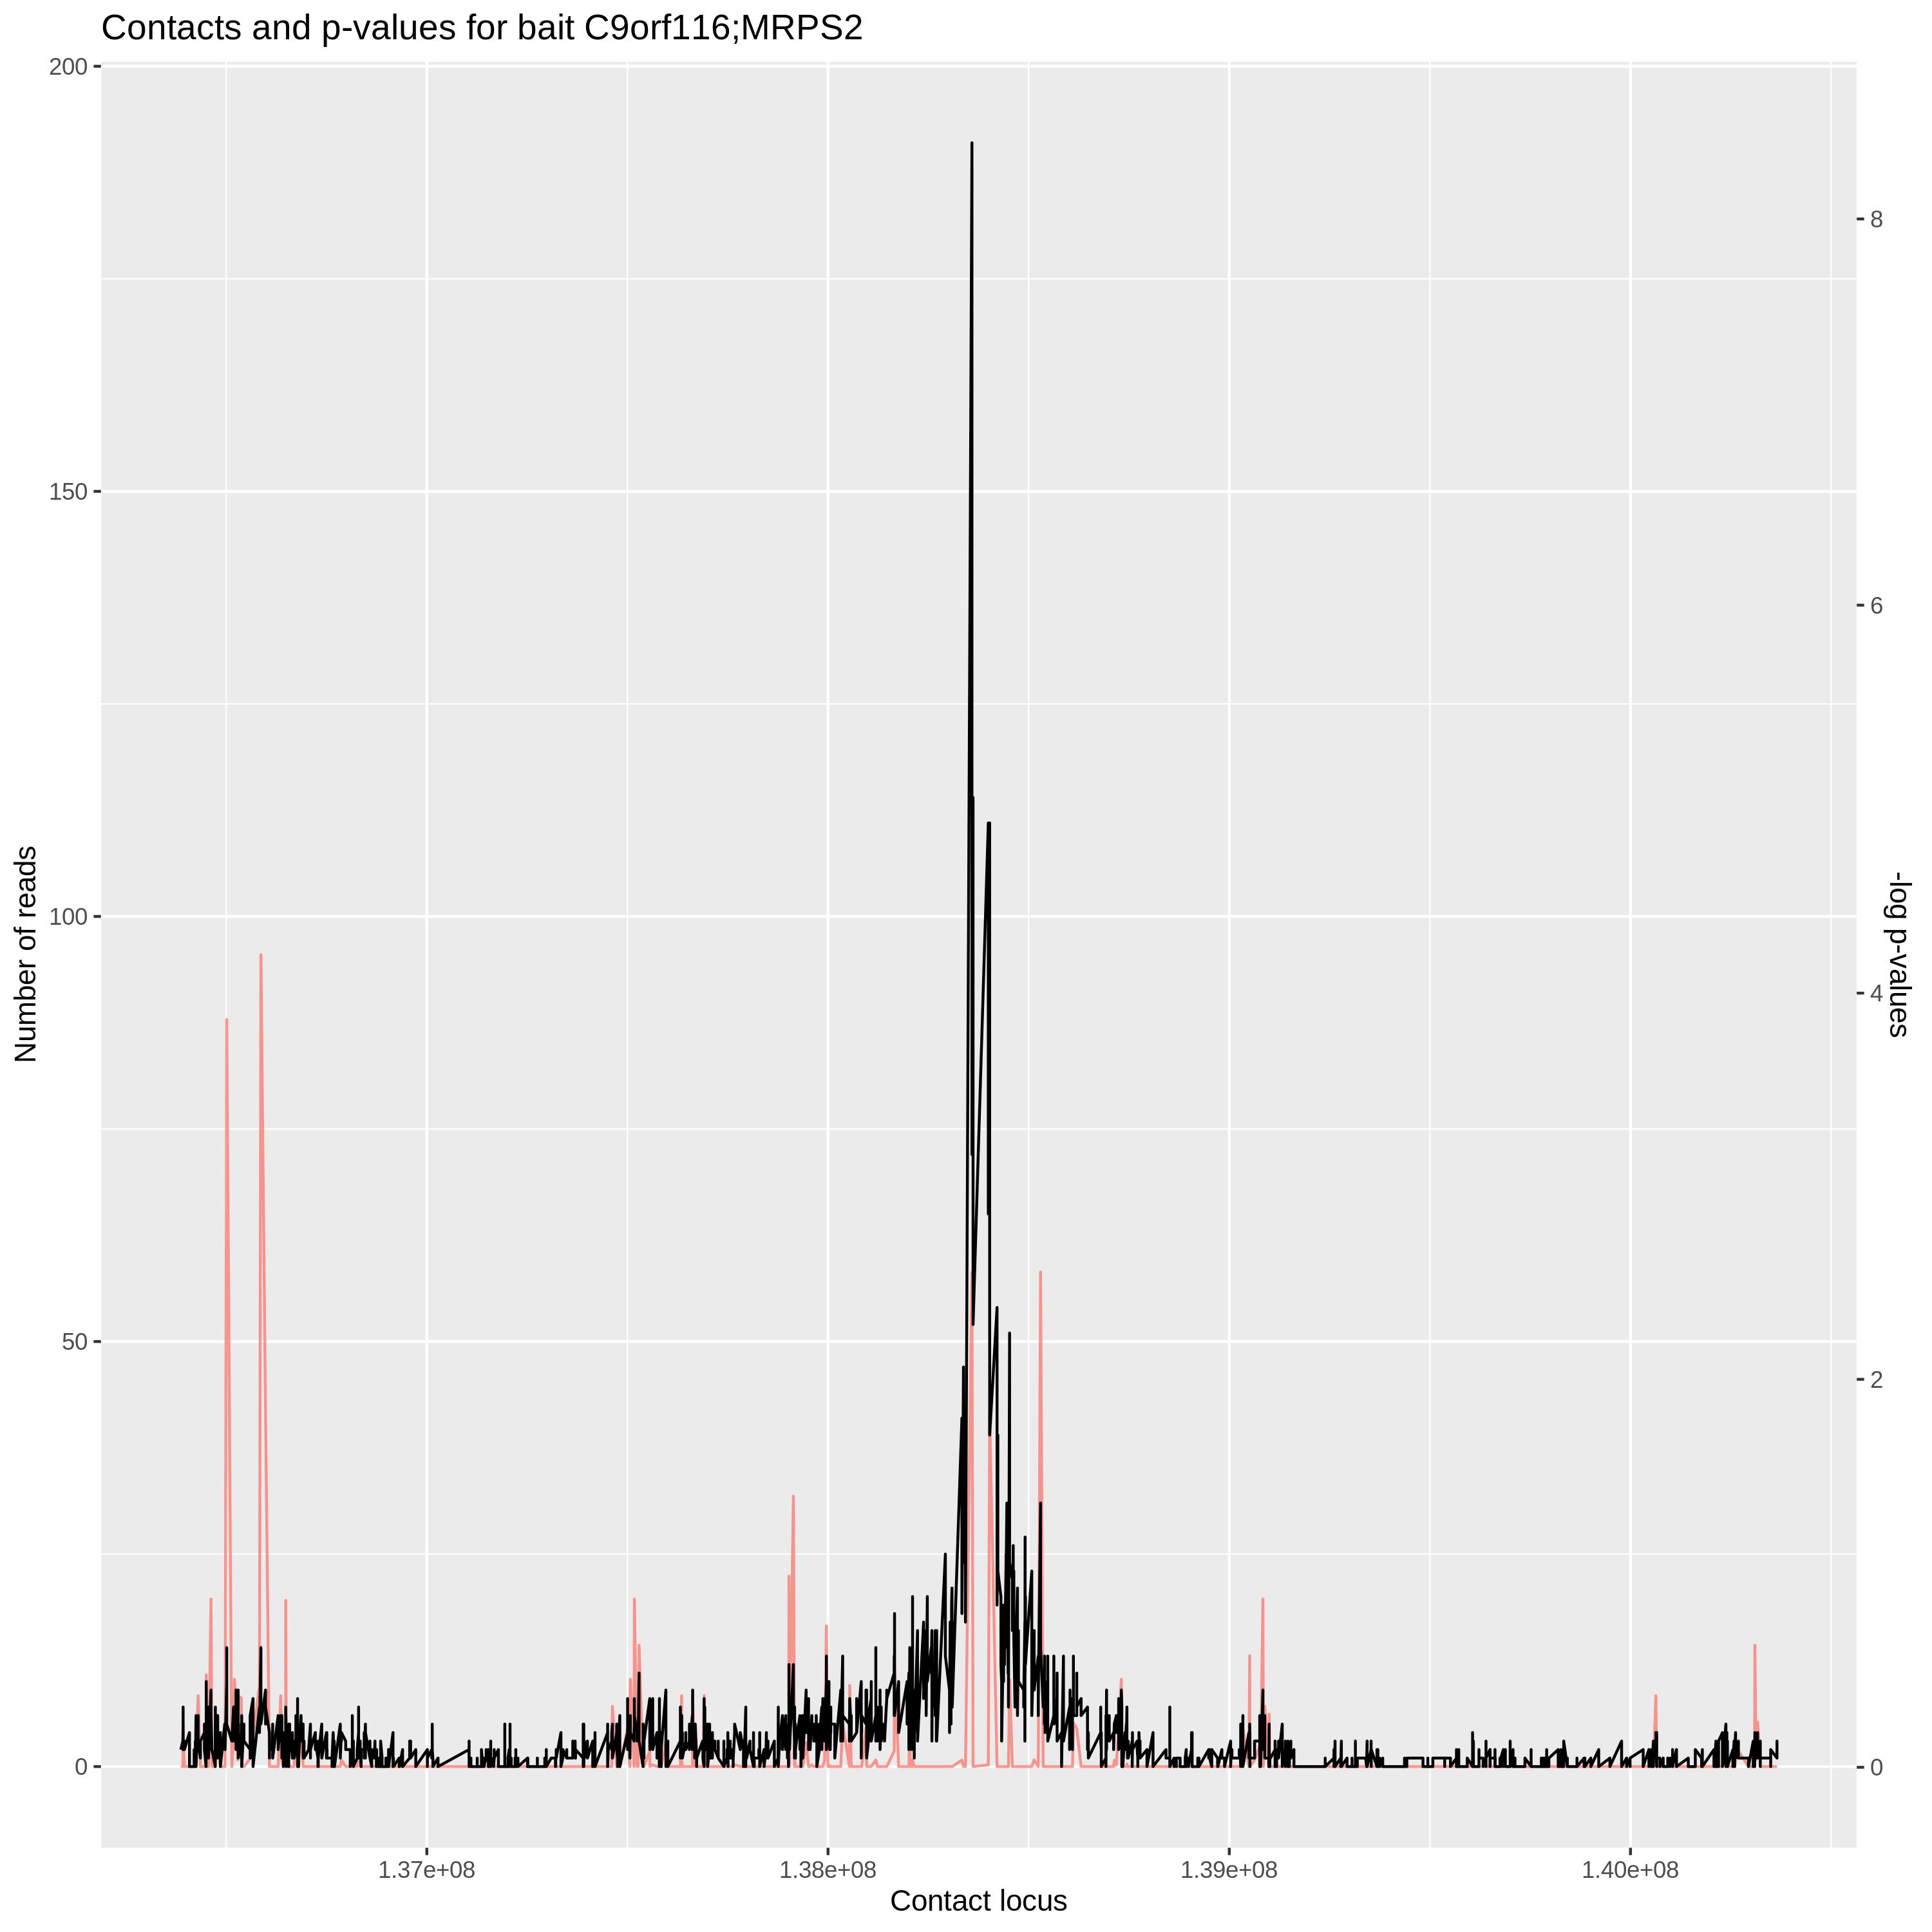 Contacts and p-values for bait C9orf116;MRPS2
200
150
100
50
0
Number of reads
8
6
4
2
0
-log p-values
1.37e+08
1.38e+08
1.39e+08
1.40e+08
Contact locus